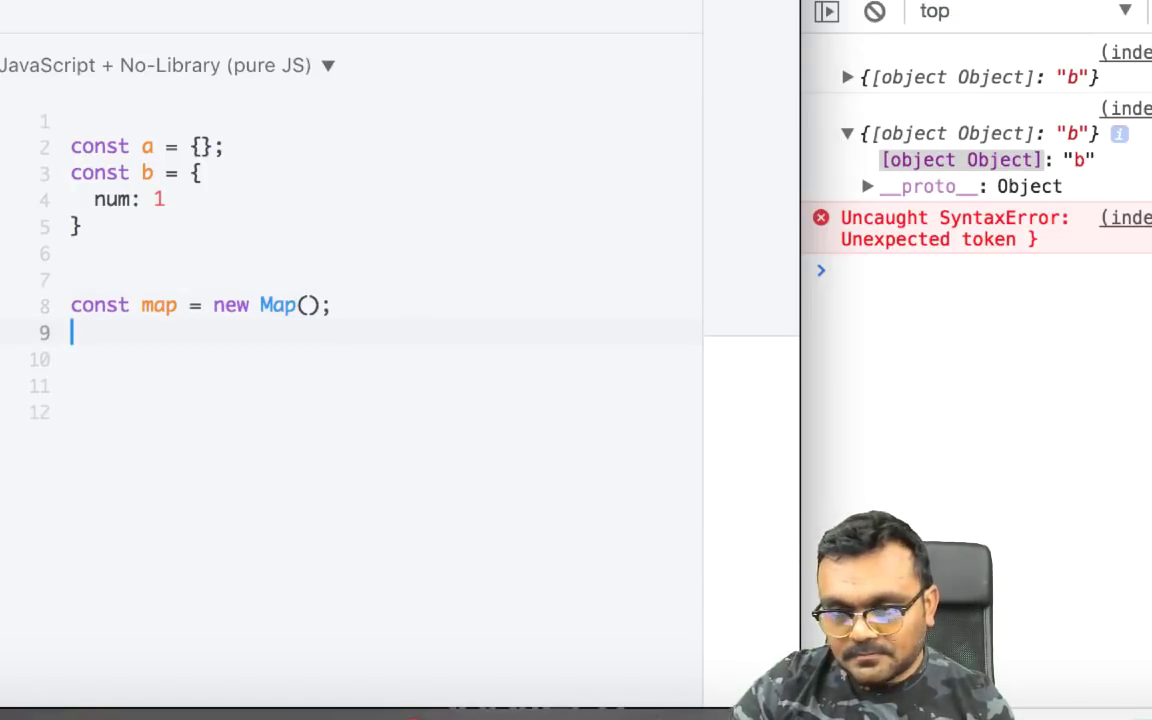 JavaScript + No-Library (pure JS) ▼
1
2 const a = {};
3 const b = {
4 num: 1
5 }
6
7
8 const map = new Map();
9
10
11
12
top ▼
(inde
▶ {[object Object]: "b"}
(inde
▼ {[object Object]: "b"} i
[object Object]: "b"
▶ __proto__: Object
Uncaught SyntaxError: (inde
Unexpected token }
>